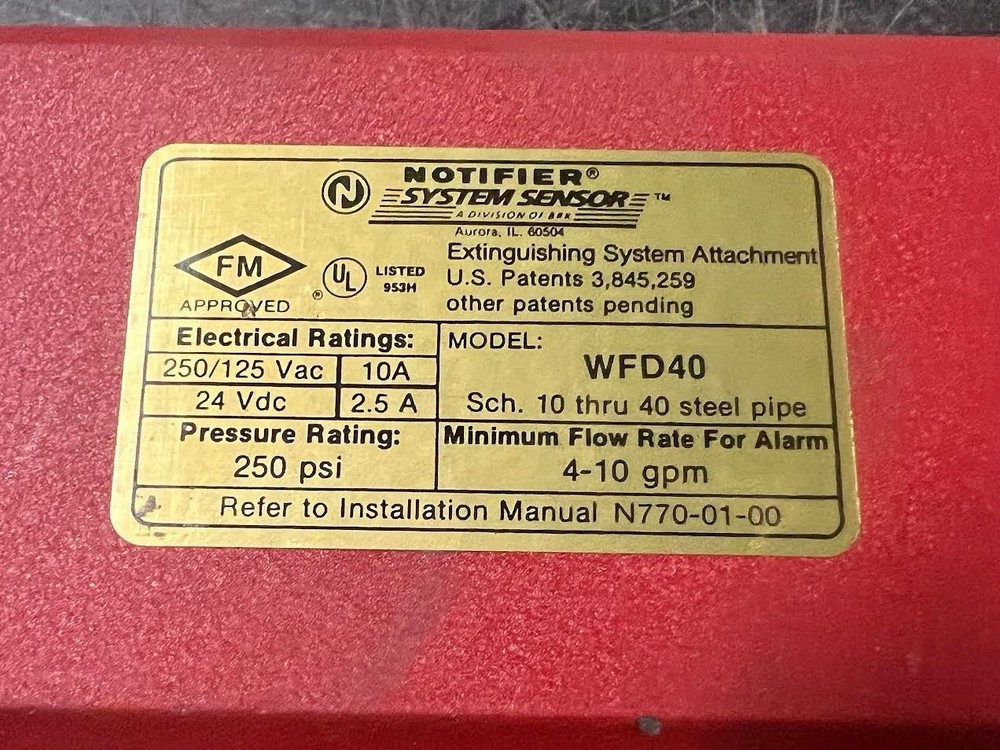 N NOTIFIER®
SYSTEM SENSOR™
A DIVISION OF BRK
Aurora, IL. 60504
Extinguishing System Attachment
U.S. Patents 3,845,259
other patents pending
FM
APPROVED
UL® LISTED
953H
Electrical Ratings:
250/125 Vac 10A
24 Vdc 2.5 A
Pressure Rating:
250 psi
MODEL:
WFD40
Sch. 10 thru 40 steel pipe
Minimum Flow Rate For Alarm
4-10 gpm
Refer to Installation Manual N770-01-00